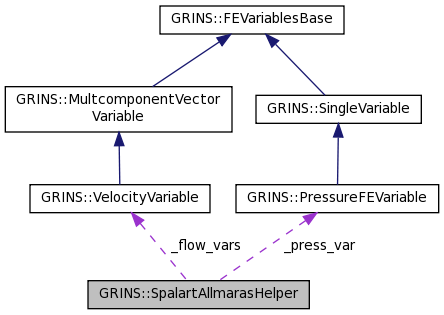 GRINS::FEVariablesBase
GRINS::MultcomponentVector
Variable
GRINS::SingleVariable
GRINS::VelocityVariable
GRINS::PressureFEVariable
_flow_vars
_press_var
GRINS::SpalartAllmarasHelper